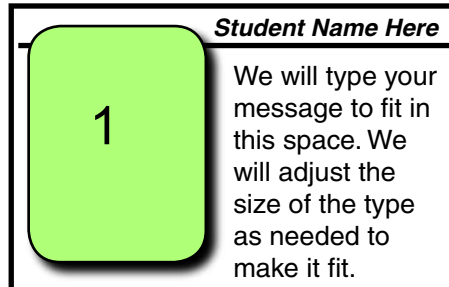 Student Name Here
1
We will type your
message to fit in
this space. We
will adjust the
size of the type
as needed to
make it fit.